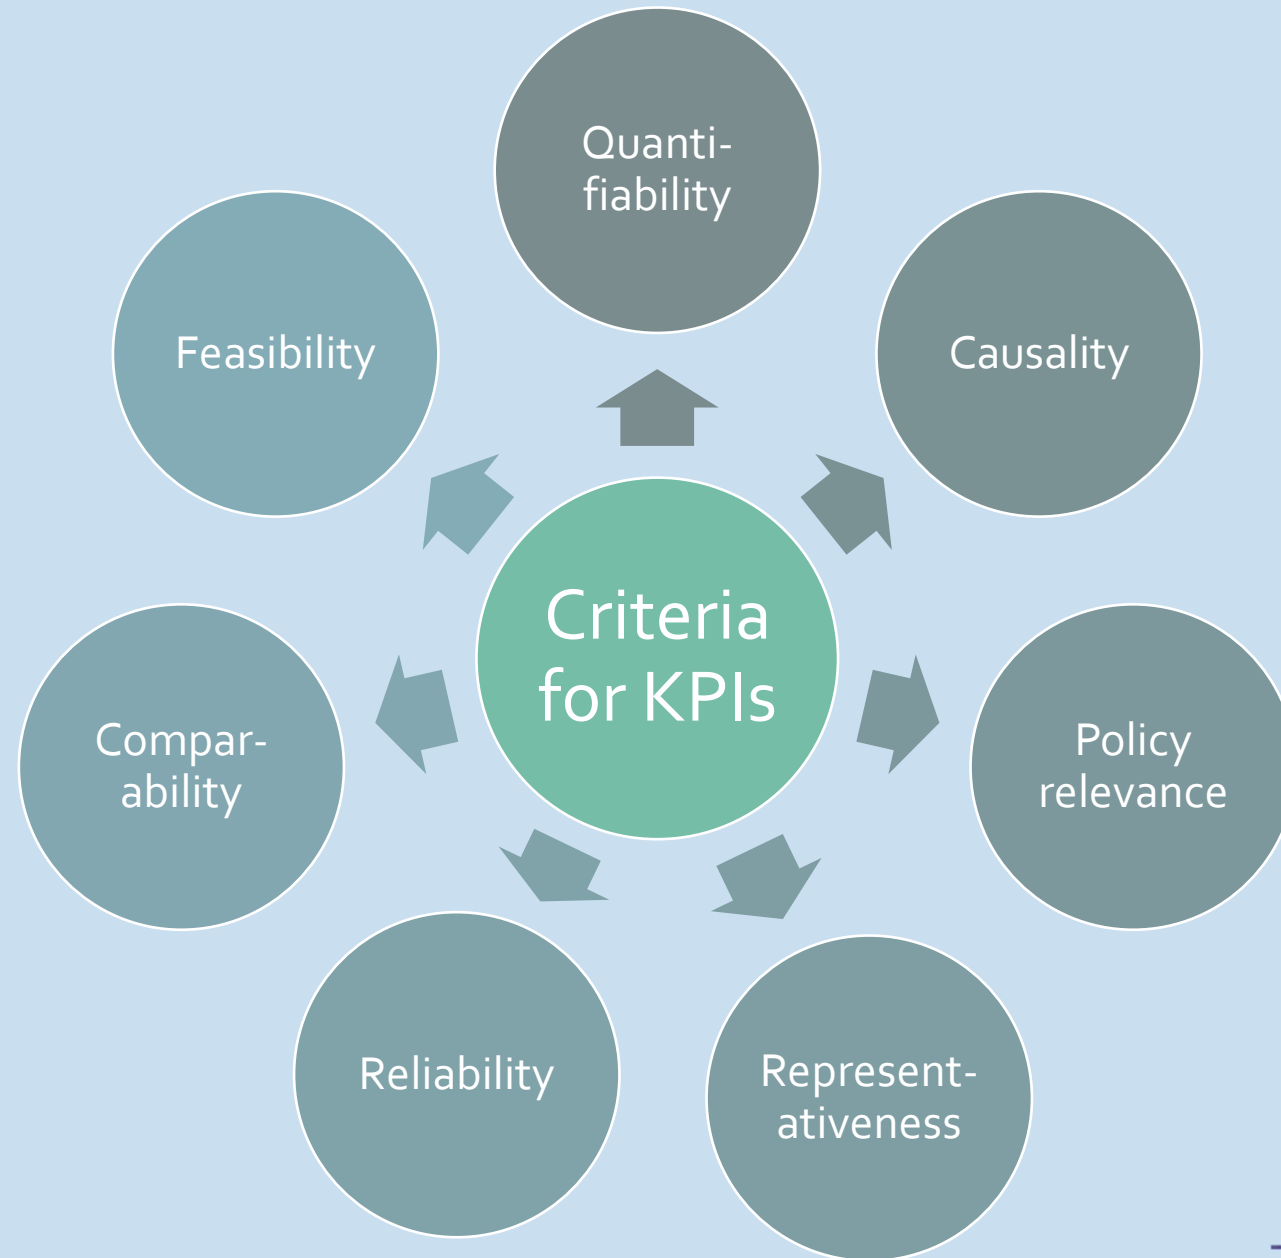 Quanti-
fiability
Feasibility
Causality
Criteria
for KPIs
Compar-
ability
Policy
relevance
Reliability
Represent-
ativeness